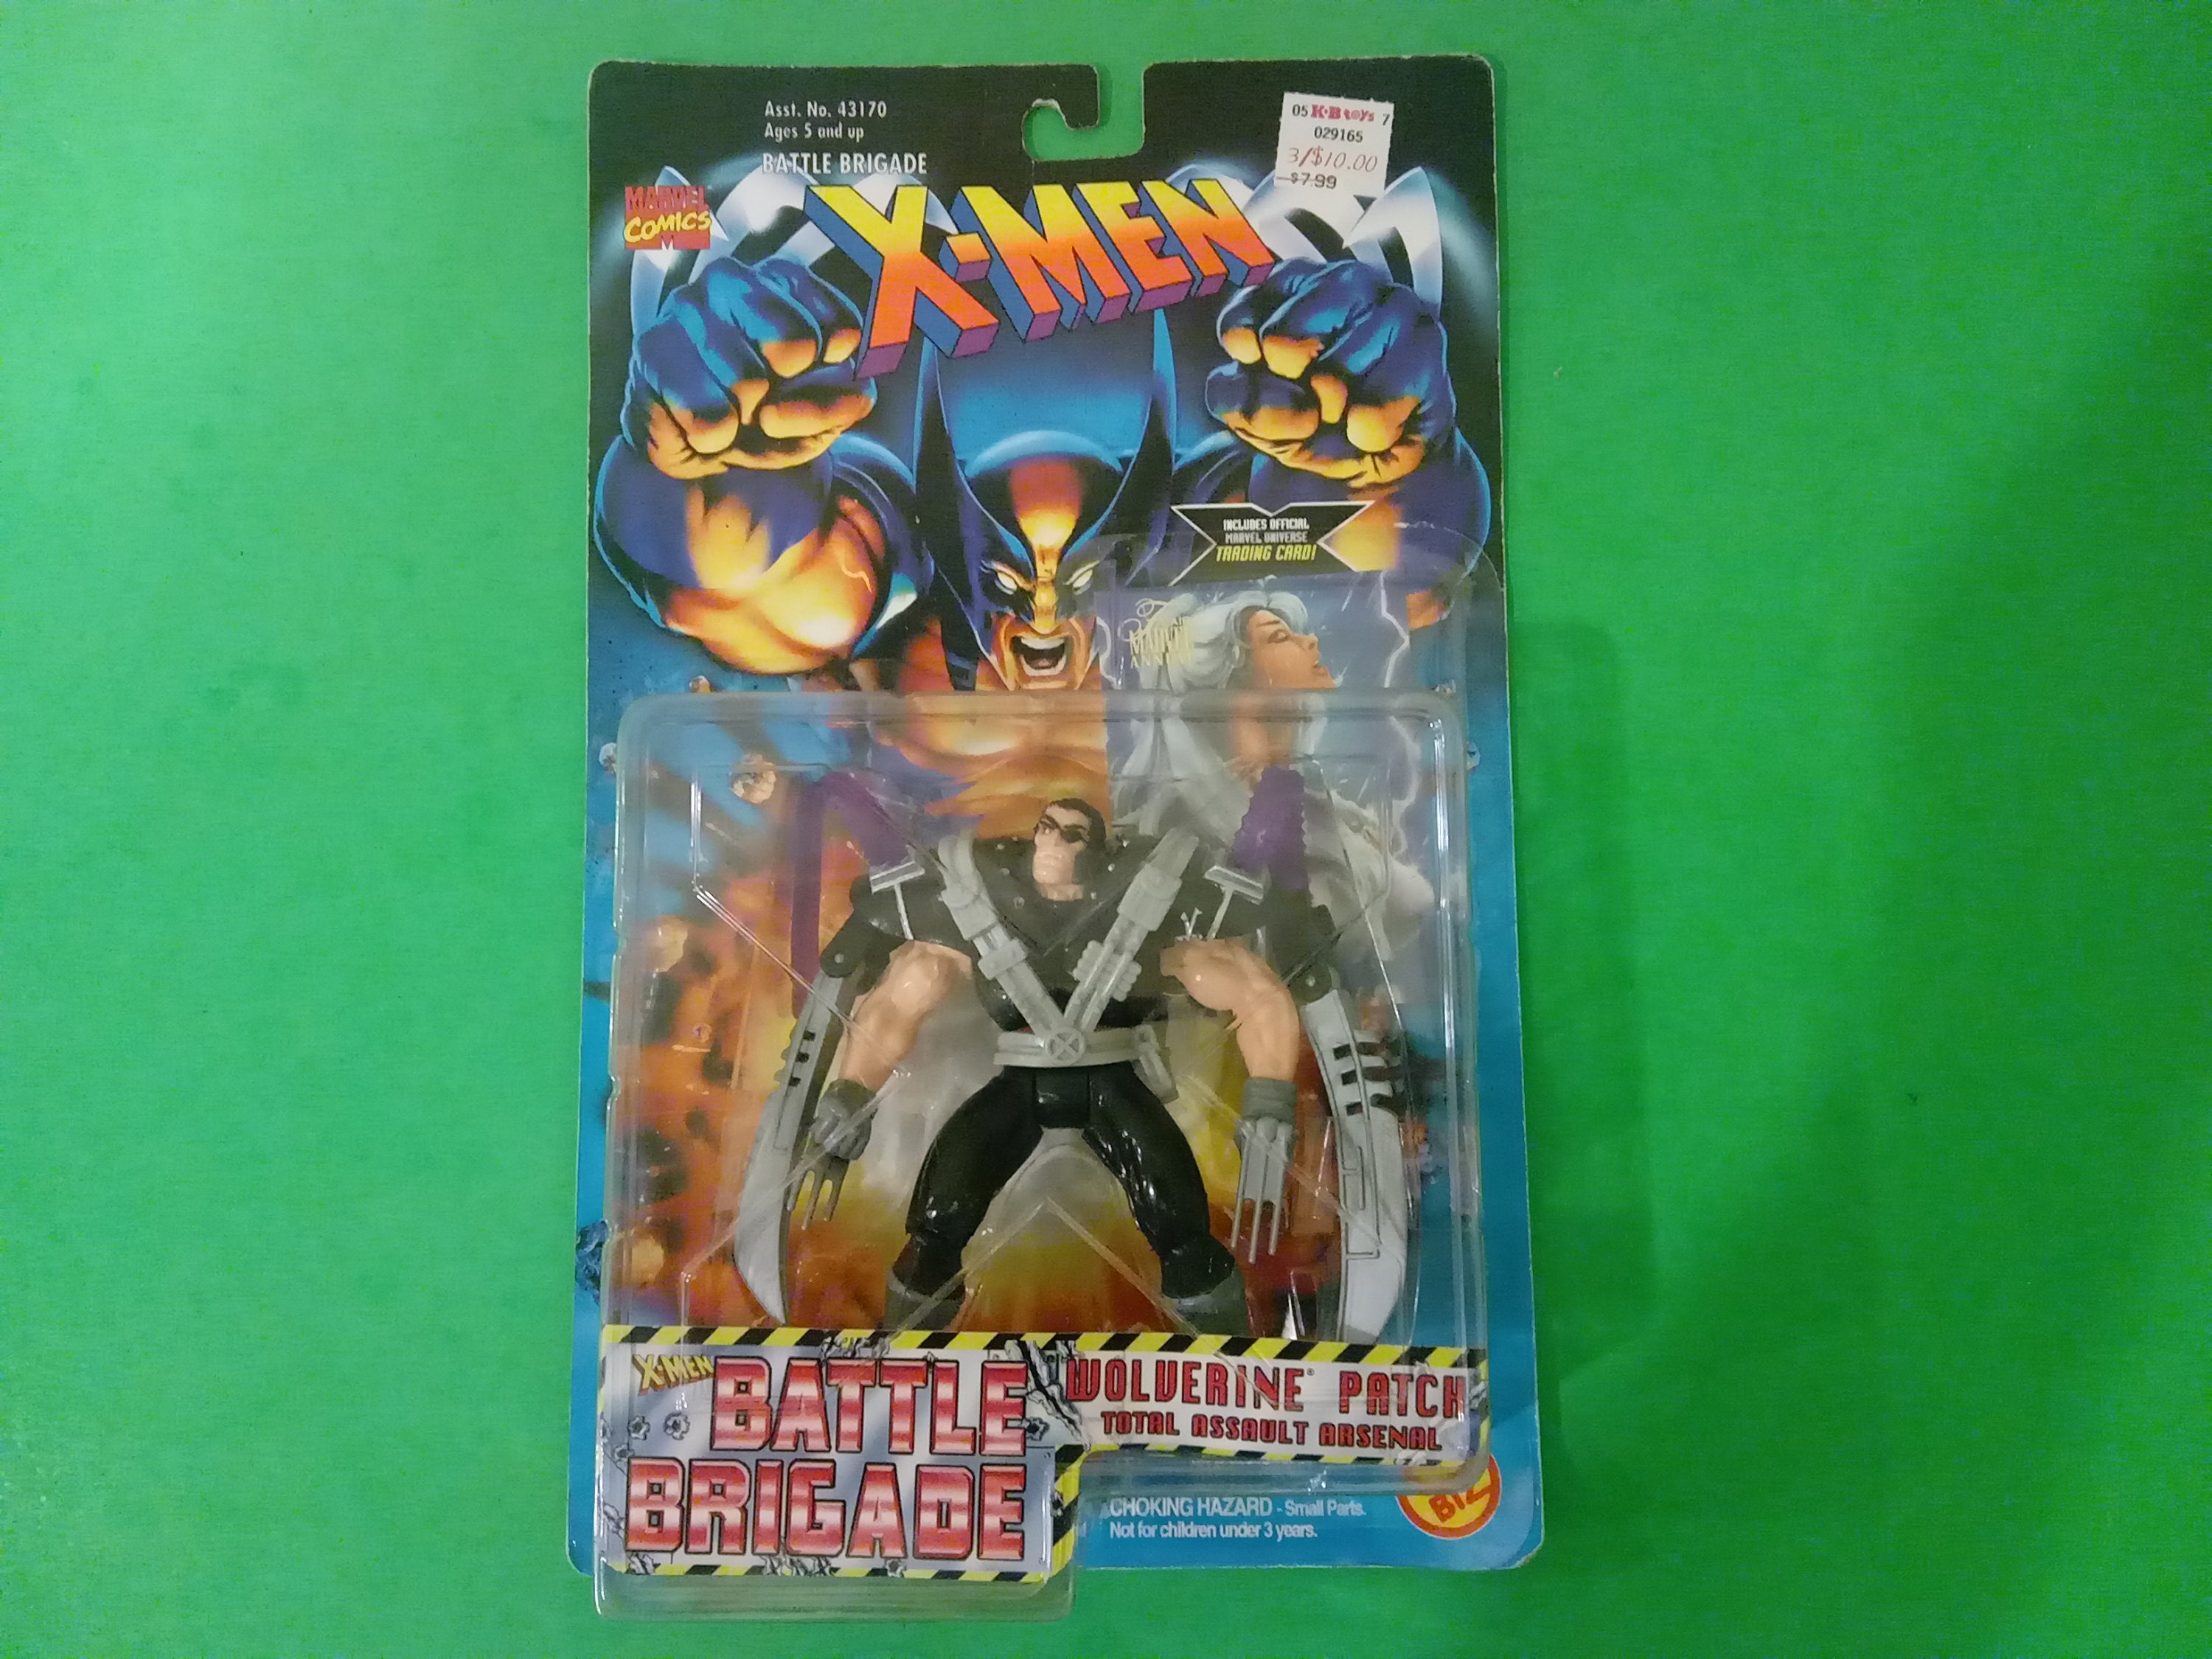 Asst. No. 43170
Ages 5 and up
BATTLE BRIGADE
05 K·B toys 7
029165
3/$10.00
$7.99
MARVEL
COMICS
X-MEN
INCLUDES OFFICIAL
MARVEL UNIVERSE
TRADING CARD!
MARVEL
X-MEN
BATTLE
BRIGADE
WOLVERINE® PATCH
TOTAL ASSAULT ARSENAL
CHOKING HAZARD - Small Parts.
Not for children under 3 years.
BIZ